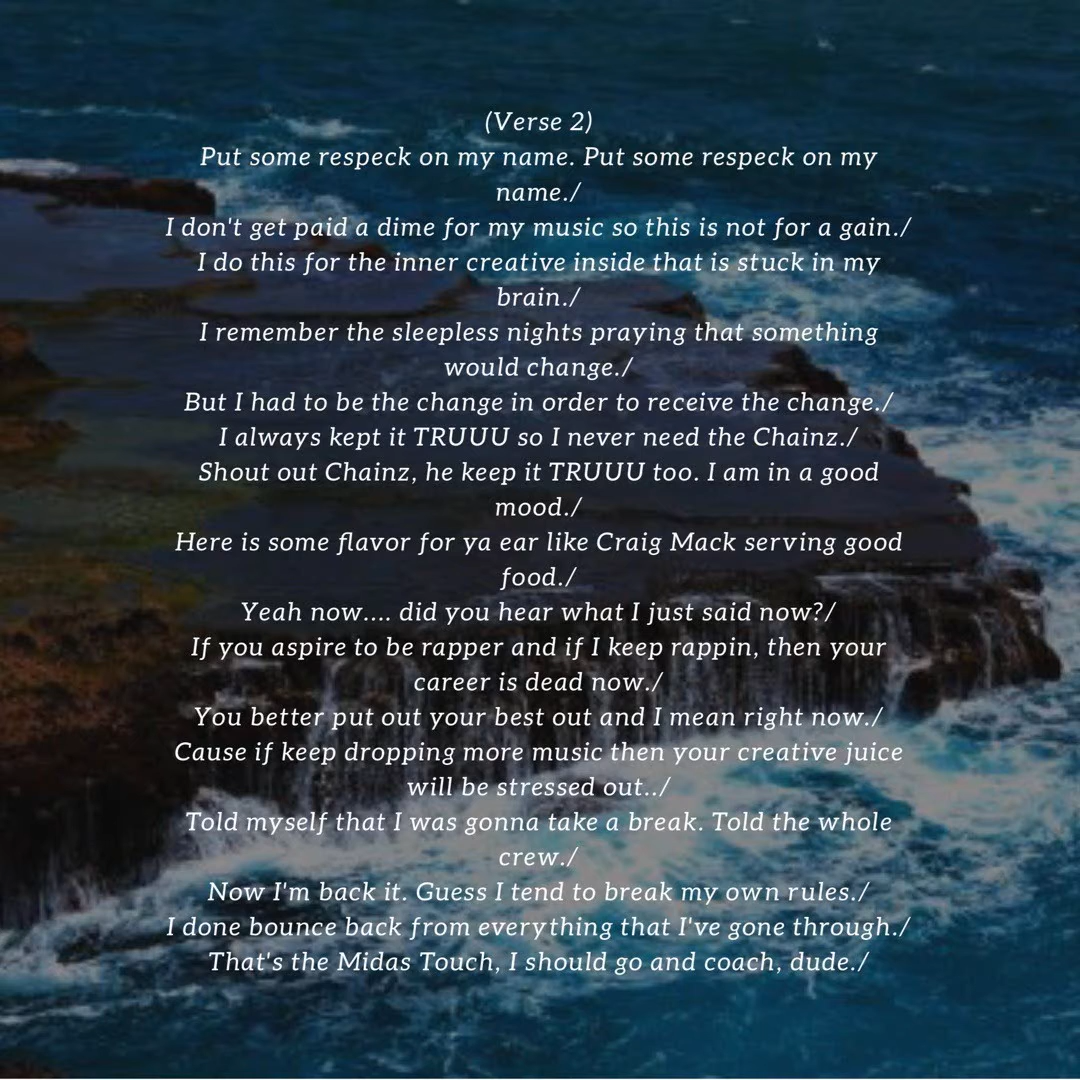 (Verse 2)
Put some respeck on my name. Put some respeck on my
name./
I don't get paid a dime for my music so this is not for a gain./
I do this for the inner creative inside that is stuck in my
brain./
I remember the sleepless nights praying that something
would change./
But I had to be the change in order to receive the change./
I always kept it TRUUU so I never need the Chainz./
Shout out Chainz, he keep it TRUUU too. I am in a good
mood./
Here is some flavor for ya ear like Craig Mack serving good
food./
Yeah now.... did you hear what I just said now?/
If you aspire to be rapper and if I keep rappin, then your
career is dead now./
You better put out your best out and I mean right now./
Cause if keep dropping more music then your creative juice
will be stressed out../
Told myself that I was gonna take a break. Told the whole
crew./
Now I'm back it. Guess I tend to break my own rules./
I done bounce back from everything that I've gone through./
That's the Midas Touch, I should go and coach, dude./